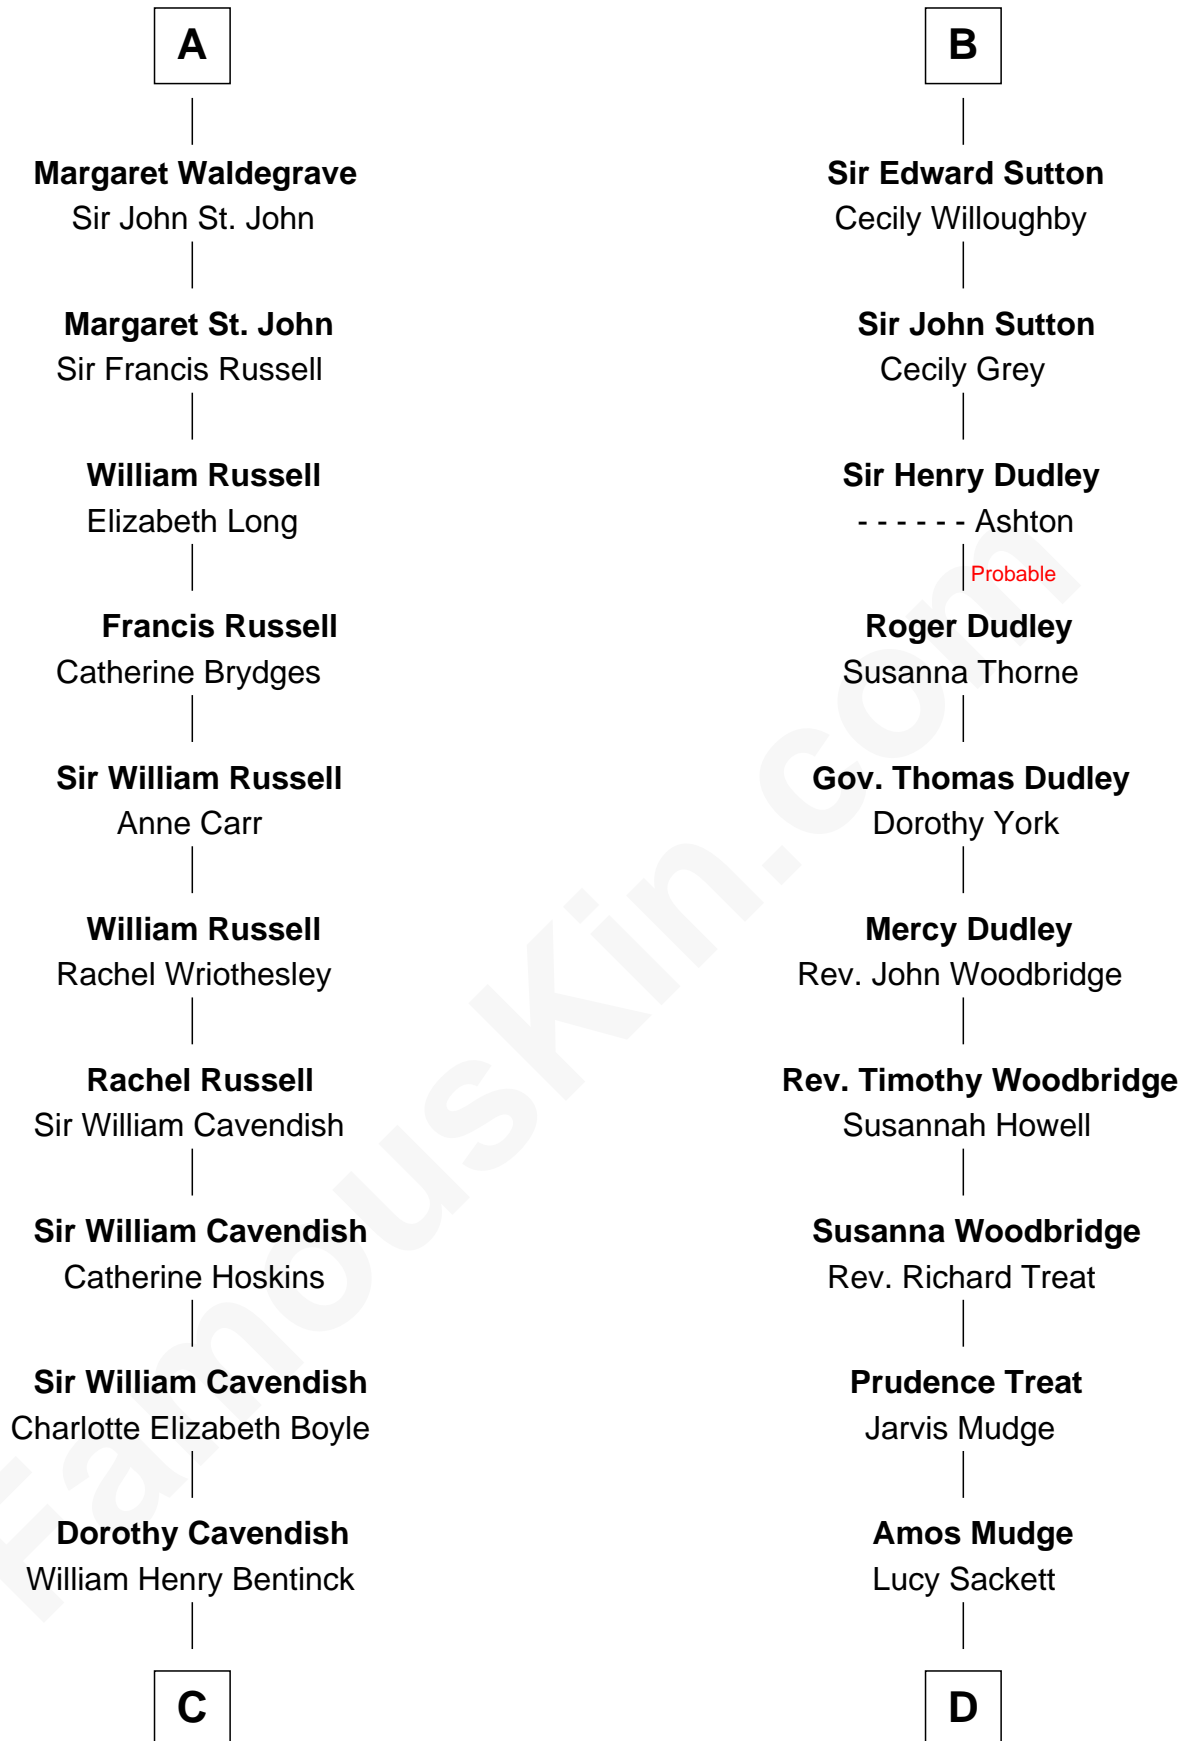 A
Margaret Waldegrave
Sir John St. John
Margaret St. John
Sir Francis Russell
William Russell
Elizabeth Long
Francis Russell
Catherine Brydges
Sir William Russell
Anne Carr
William Russell
Rachel Wriothesley
Rachel Russell
Sir William Cavendish
Sir William Cavendish
Catherine Hoskins
Sir William Cavendish
Charlotte Elizabeth Boyle
Dorothy Cavendish
William Henry Bentinck
C
B
Sir Edward Sutton
Cecily Willoughby
Sir John Sutton
Cecily Grey
Sir Henry Dudley
- - - - - - Ashton
Probable
Roger Dudley
Susanna Thorne
Gov. Thomas Dudley
Dorothy York
Mercy Dudley
Rev. John Woodbridge
Rev. Timothy Woodbridge
Susannah Howell
Susanna Woodbridge
Rev. Richard Treat
Prudence Treat
Jarvis Mudge
Amos Mudge
Lucy Sackett
D
FamousKin.com